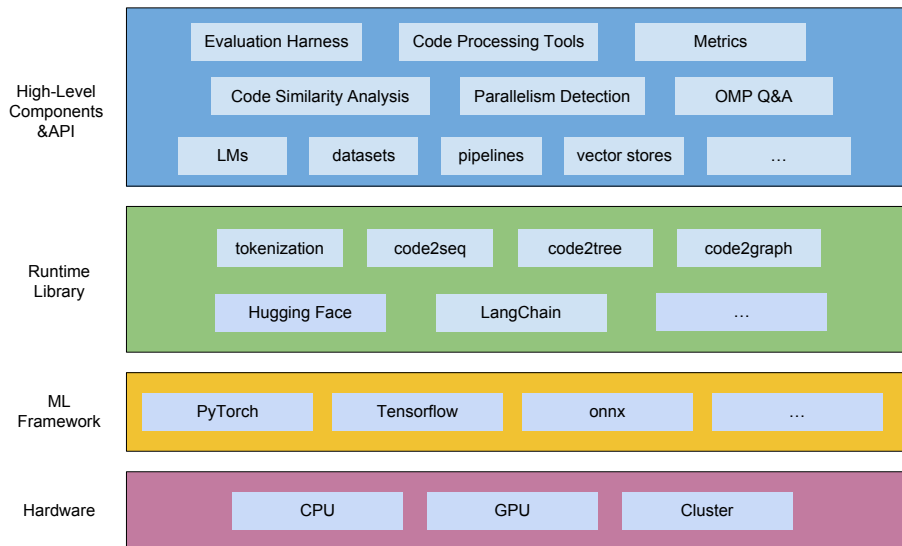 High-Level
Components
&API
Evaluation Harness
Code Processing Tools
Metrics
Code Similarity Analysis
Parallelism Detection
OMP Q&A
LMs
datasets
pipelines
vector stores
…
Runtime
Library
tokenization
code2seq
code2tree
code2graph
Hugging Face
LangChain
…
ML
Framework
PyTorch
Tensorflow
onnx
…
Hardware
CPU
GPU
Cluster